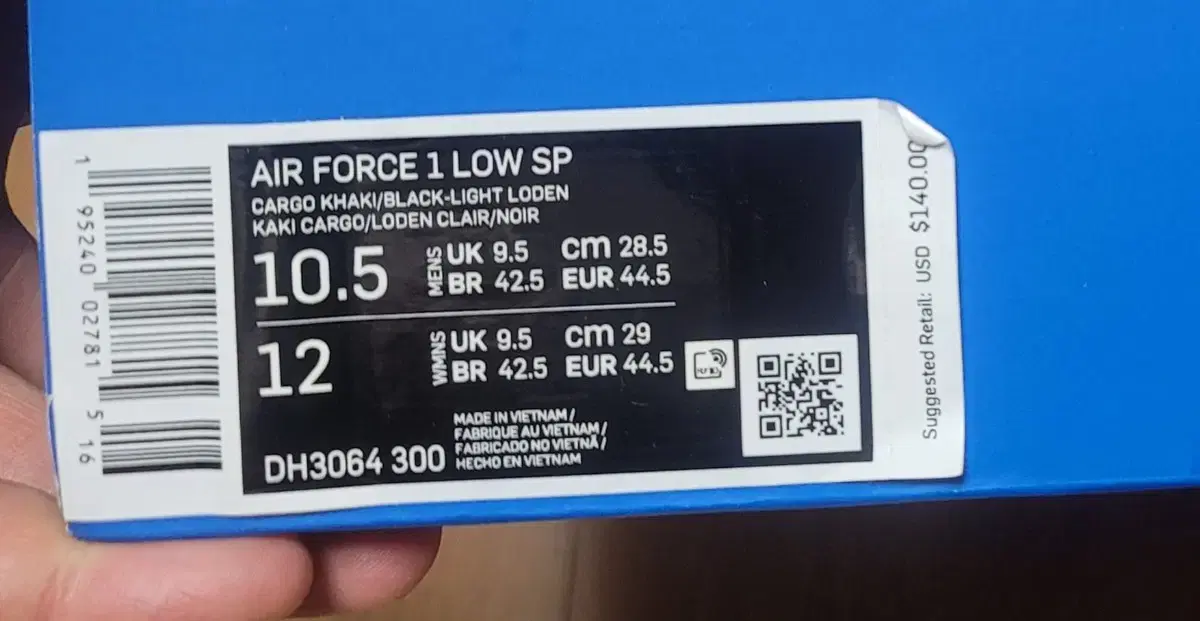 AIR FORCE 1 LOW SP
CARGO KHAKI/BLACK-LIGHT LODEN
KAKI CARGO/LODEN CLAIR/NOIR
10.5 MENS UK 9.5 CM 28.5
BR 42.5 EUR 44.5
12 WMNS UK 9.5 CM 29
BR 42.5 EUR 44.5
MADE IN VIETNAM/
FABRIQUE AU VIETNAM/
FABRICADO NO VIETNÃ/
HECHO EN VIETNAM
DH3064 300
1 95240 02781 5 16
Suggested Retail: USD $140.00